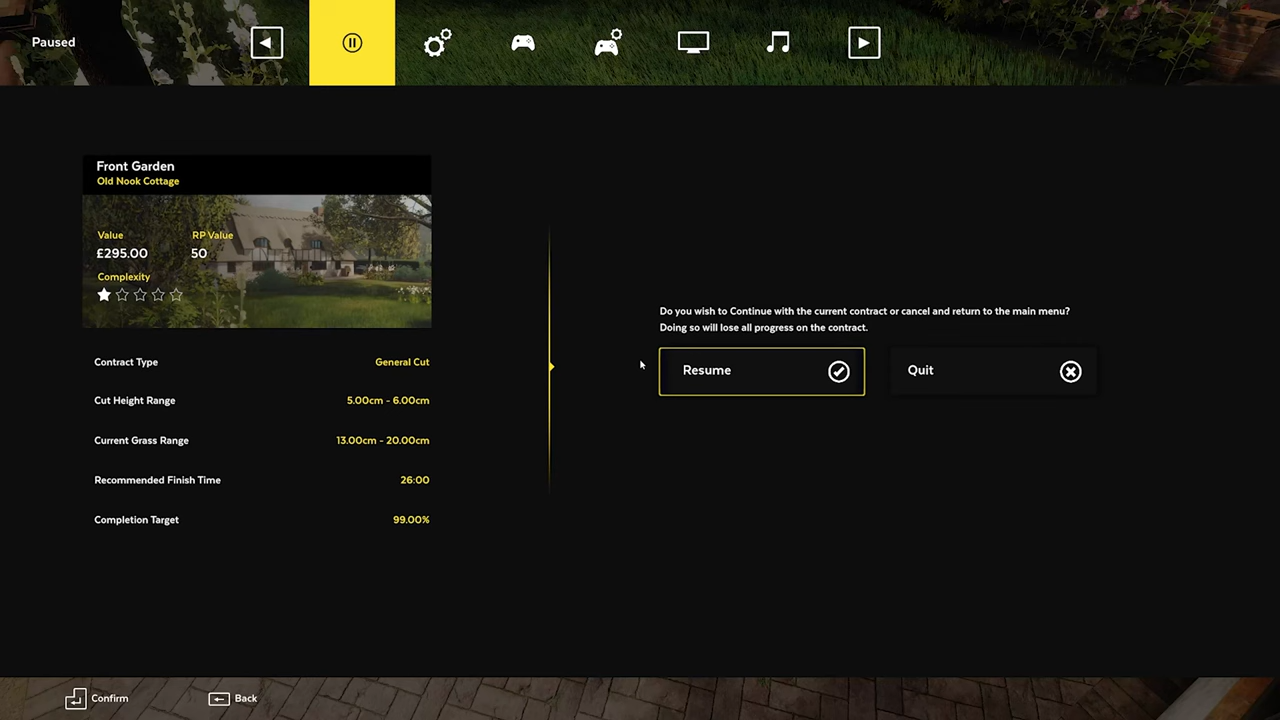 Paused
Front Garden
Old Nook Cottage
Value
RP Value
£295.00
50
Complexity
Contract Type
General Cut
Cut Height Range
5.00cm - 6.00cm
Current Grass Range
13.00cm - 20.00cm
Recommended Finish Time
26:00
Completion Target
99.00%
Do you wish to Continue with the current contract or cancel and return to the main menu?
Doing so will lose all progress on the contract.
Resume
Quit
Confirm
Back